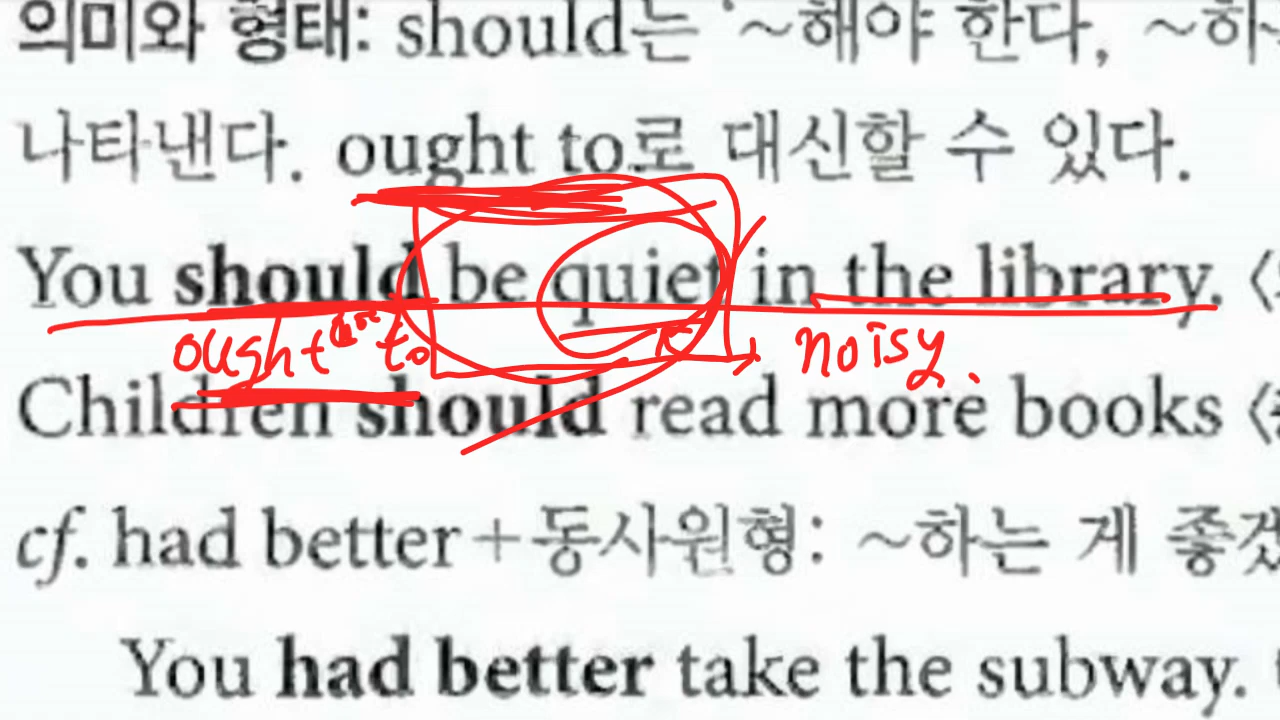 의미와 형태: should는 '~해야 한다, ~하
나타낸다. ought to로 대신할 수 있다.
You should be quiet in the library.
ought to noisy.
Children should read more books
cf. had better+동사원형: ~하는 게 좋겠
You had better take the subway.